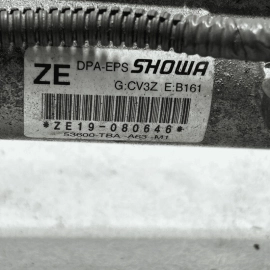 ZE DPA-EPS SHOWA
G:CV3Z E:B161
*ZE19-080646*
53600-TBA-A63-M1